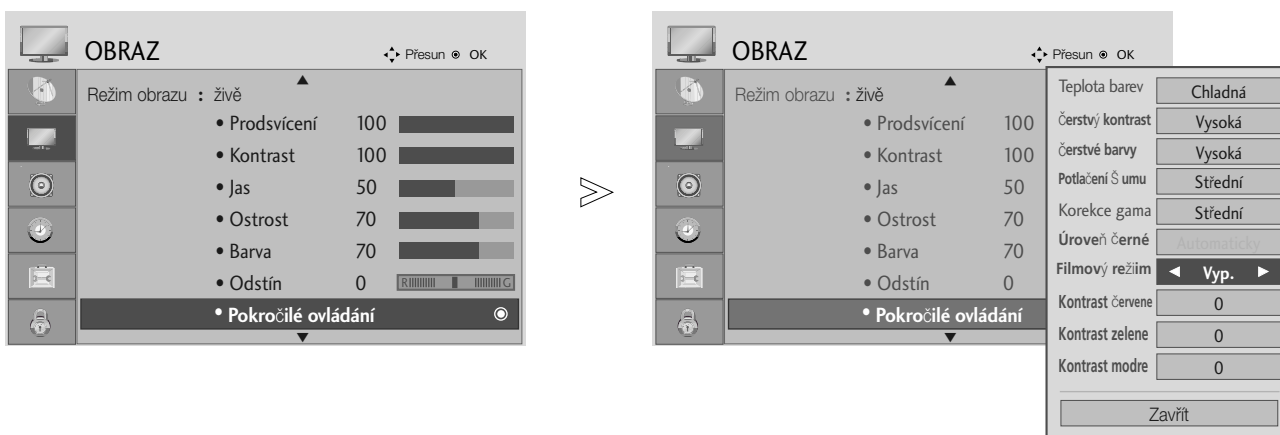 OBRAZ
Přesun OK
Režim obrazu : živě
• Prodsvícení 100
• Kontrast 100
• Jas 50
• Ostrost 70
• Barva 70
• Odstín 0 R G
• Pokročilé ovládání
OBRAZ
Přesun OK
Režim obrazu : živě
• Prodsvícení 100
• Kontrast 100
• Jas 50
• Ostrost 70
• Barva 70
• Odstín 0
• Pokročilé ovládání
Teplota barev Chladná
Čerstvý kontrast Vysoká
Čerstvé barvy Vysoká
Potlačení Š umu Střední
Korekce gama Střední
Úroveň černé Automaticky
Filmový režiim Vyp.
Kontrast červene 0
Kontrast zelene 0
Kontrast modre 0
Zavřít